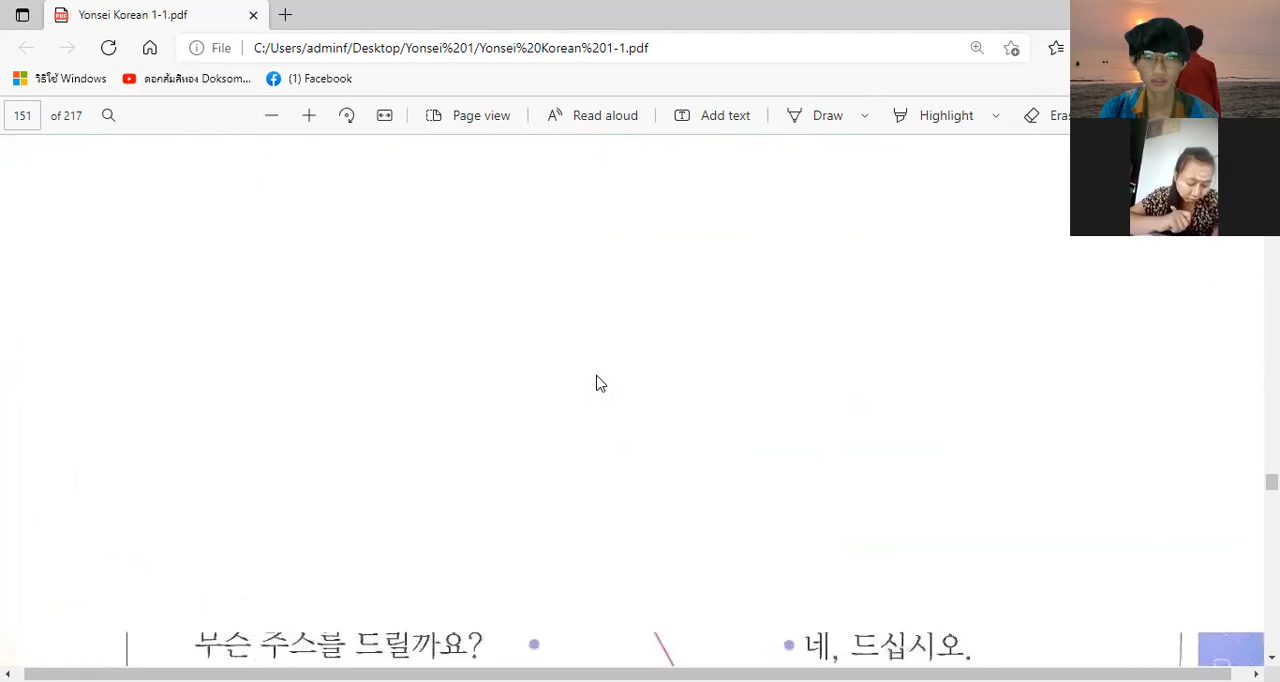 Yonsei Korean 1-1.pdf
File
C:/Users/adminf/Desktop/Yonsei%201/Yonsei%20Korean%201-1.pdf
วิธีใช้ Windows
ดอกส้มสีทอง Doksom...
(1) Facebook
151 of 217
Page view
Read aloud
Add text
Draw
Highlight
Era
무슨 주스를 드릴까요?
네, 드십시오.